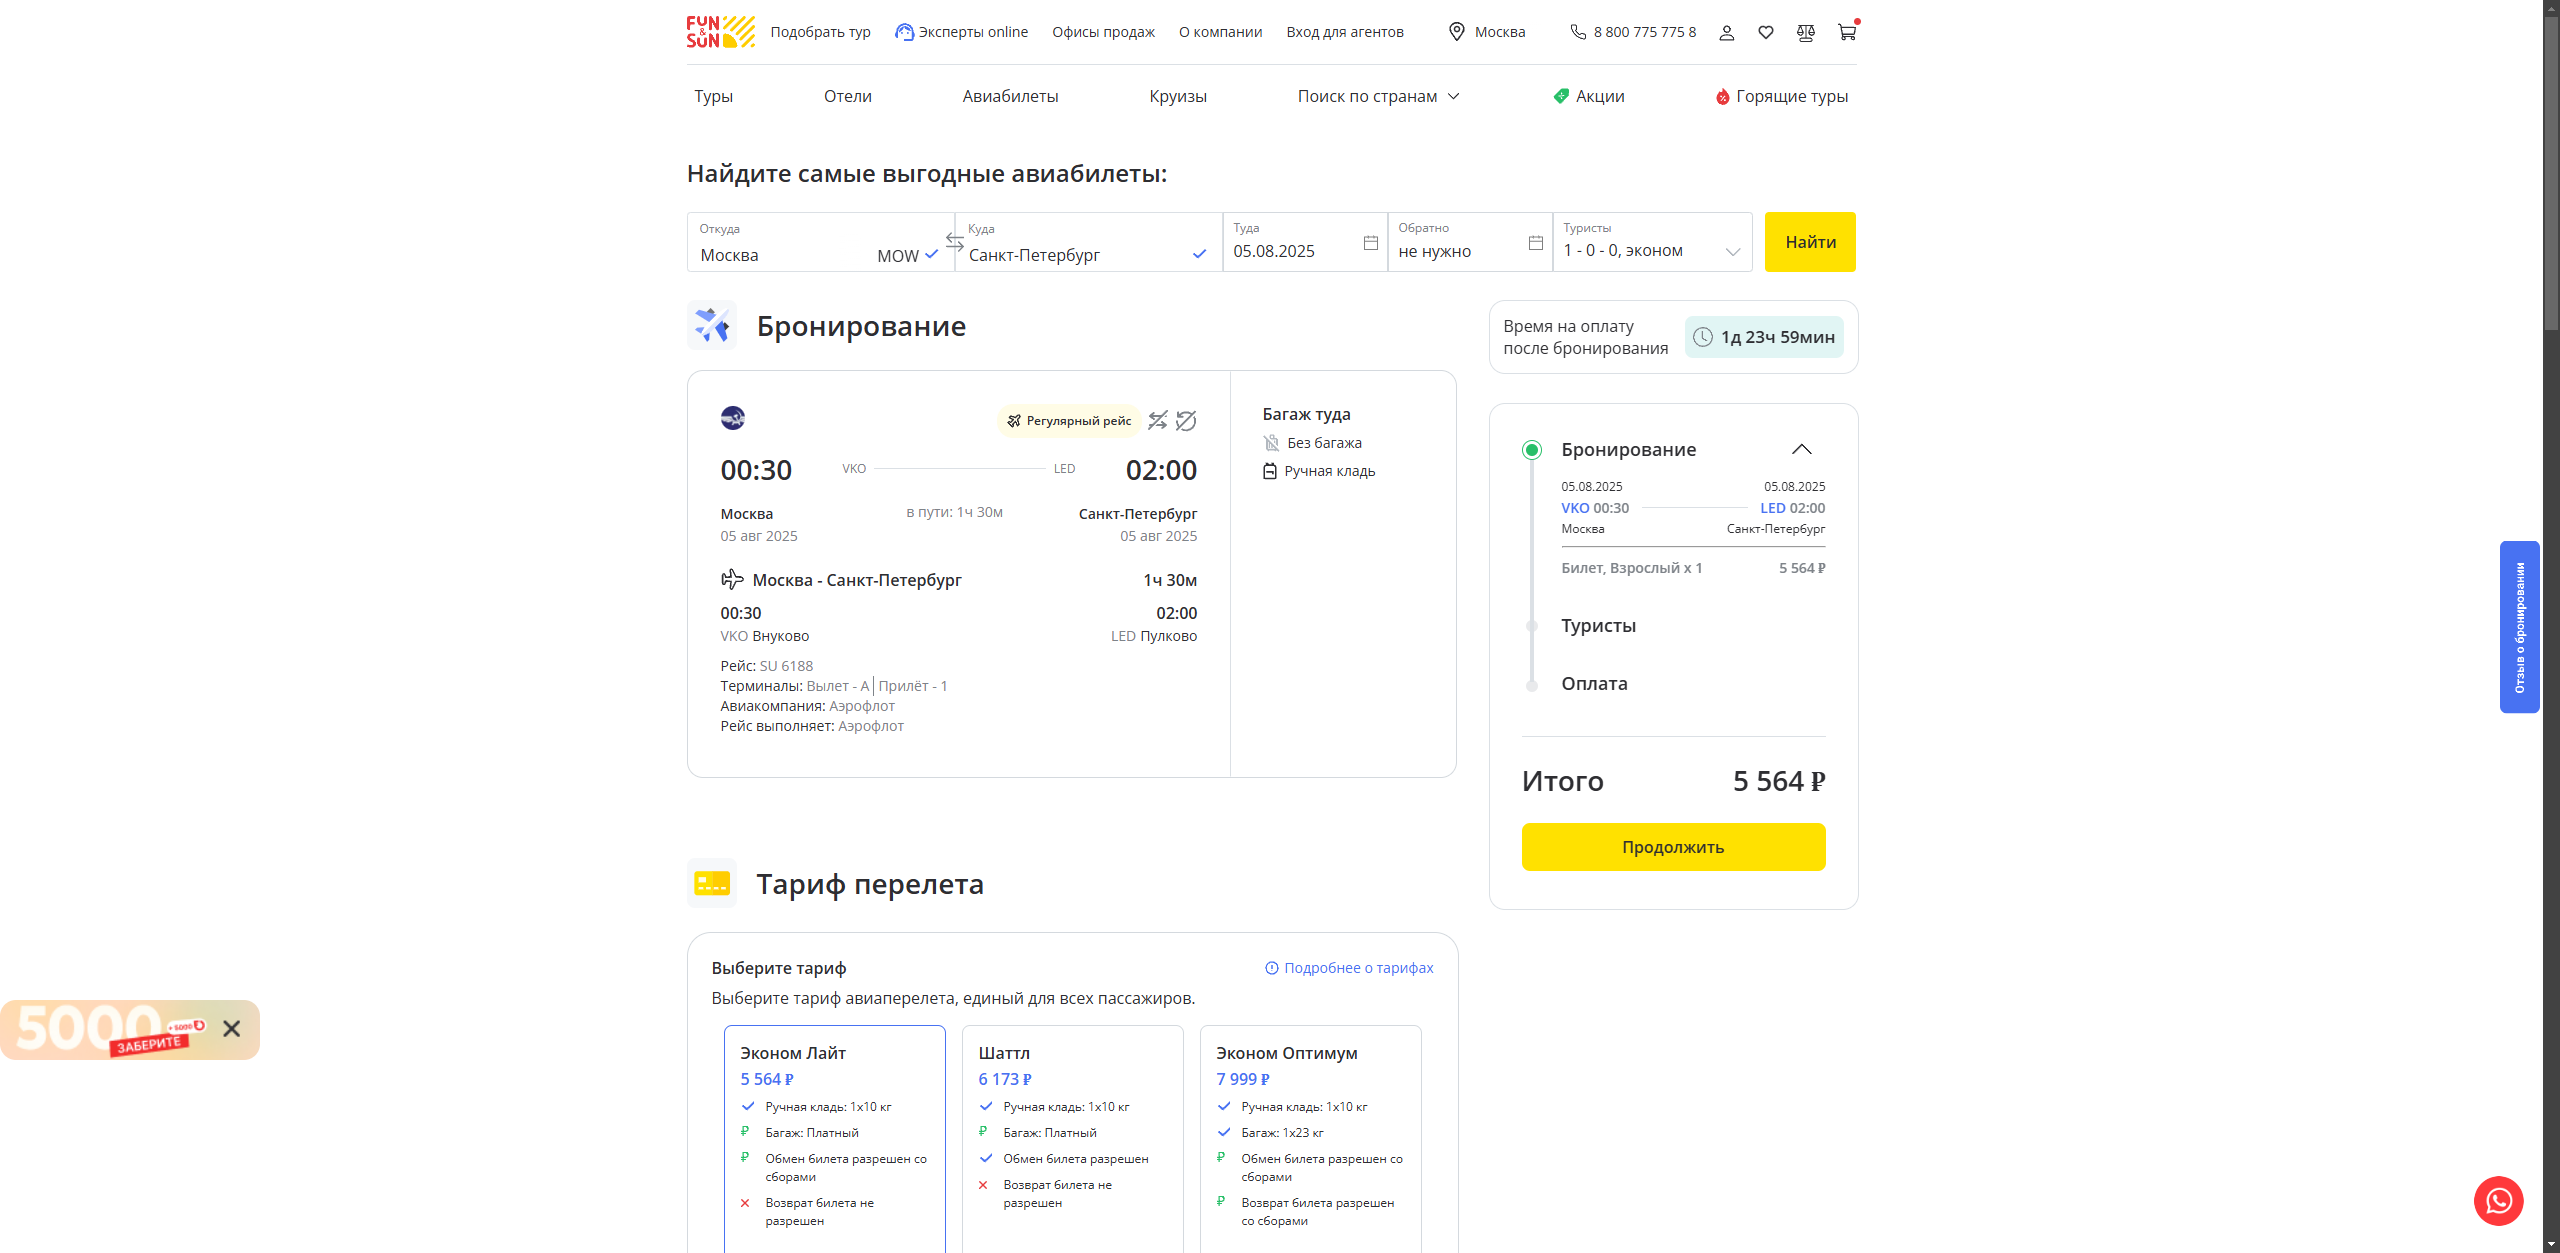 FUN & SUN
Подобрать тур
Эксперты online
Офисы продаж
О компании
Вход для агентов
Москва
8 800 775 775 8
Туры
Отели
Авиабилеты
Круизы
Поиск по странам
Акции
Горящие туры
Найдите самые выгодные авиабилеты:
Откуда
Москва
MOW
Куда
Санкт-Петербург
Туда
05.08.2025
Обратно
не нужно
Туристы
1 - 0 - 0, эконом
Найти
Бронирование
Регулярный рейс
00:30
VKO
LED
02:00
Москва
в пути: 1ч 30м
Санкт-Петербург
05 авг 2025
05 авг 2025
Москва - Санкт-Петербург
1ч 30м
00:30
02:00
VKO Внуково
LED Пулково
Рейс: SU 6188
Терминалы: Вылет - A | Прилёт - 1
Авиакомпания: Аэрофлот
Рейс выполняет: Аэрофлот
Багаж туда
Без багажа
Ручная кладь
Время на оплату
после бронирования
1д 23ч 59мин
Бронирование
05.08.2025
05.08.2025
VKO 00:30
LED 02:00
Москва
Санкт-Петербург
Билет, Взрослый x 1
5 564 ₽
Туристы
Оплата
Итого
5 564 ₽
Продолжить
Отзыв о бронировании
Тариф перелета
Выберите тариф
Подробнее о тарифах
Выберите тариф авиаперелета, единый для всех пассажиров.
Эконом Лайт
5 564 ₽
Ручная кладь: 1x10 кг
₽ Багаж: Платный
₽ Обмен билета разрешен со
сборами
Возврат билета не
разрешен
Шаттл
6 173 ₽
Ручная кладь: 1x10 кг
₽ Багаж: Платный
Обмен билета разрешен
Возврат билета не
разрешен
Эконом Оптимум
7 999 ₽
Ручная кладь: 1x10 кг
Багаж: 1x23 кг
₽ Обмен билета разрешен со
сборами
₽ Возврат билета разрешен
со сборами
5000
+5000
ЗАБЕРИТЕ